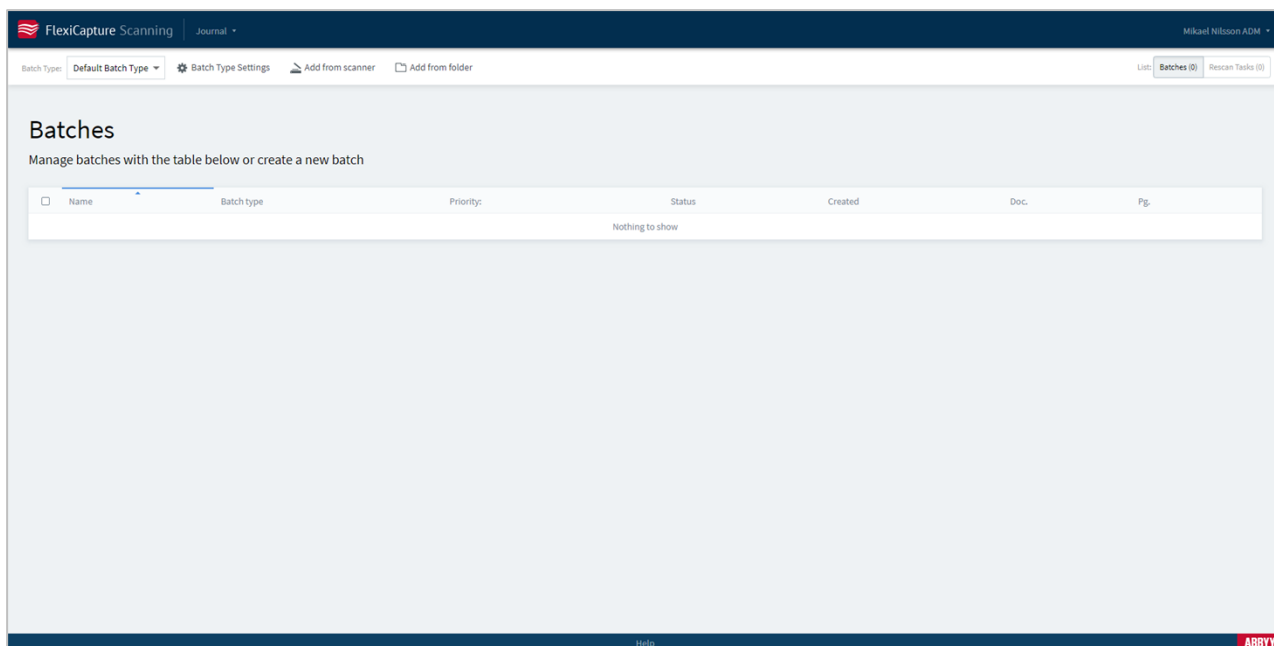 FlexiCapture Scanning Journal Mikael Nilsson ADM
Batch Type: Default Batch Type Batch Type Settings Add from scanner Add from folder List: Batches (0) Rescan Tasks (0)
Batches
Manage batches with the table below or create a new batch
Name Batch type Priority: Status Created Doc. Pg.
Nothing to show
Help ABBYY